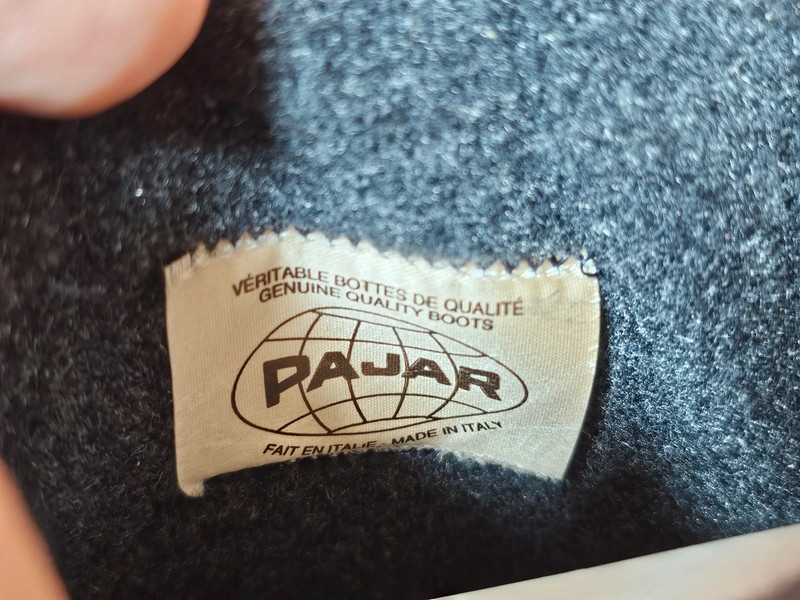 VÉRITABLE BOTTES DE QUALITÉ
GENUINE QUALITY BOOTS
PAJAR
FAIT EN ITALIE - MADE IN ITALY